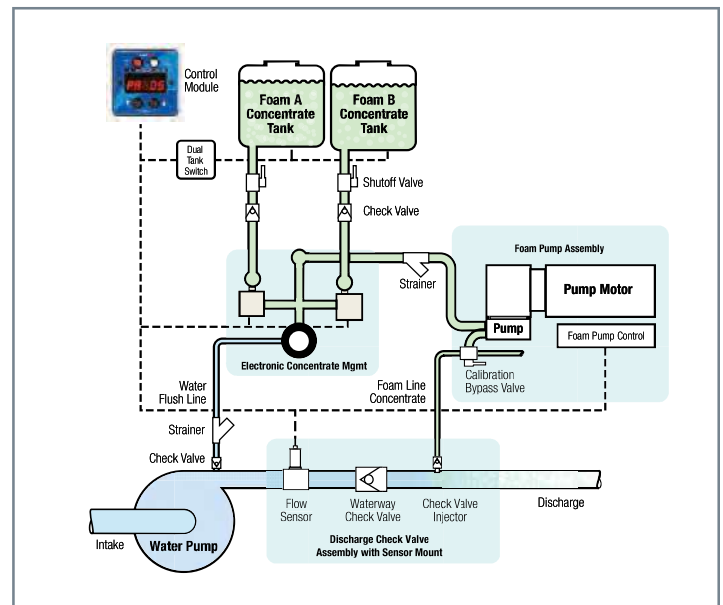 PA 05
Control
Module
Foam A
Concentrate
Tank
Foam B
Concentrate
Tank
Dual
Tank
Switch
Shutoff Valve
Check Valve
Strainer
Foam Pump Assembly
Pump Motor
Pump
Foam Pump Control
Electronic Concentrate Mgmt
Calibration
Bypass Valve
Water
Flush Line
Foam Line
Concentrate
Strainer
Check Valve
Flow
Sensor
Waterway
Check Valve
Check Valve
Injector
Discharge
Intake
Water Pump
Discharge Check Valve
Assembly with Sensor Mount